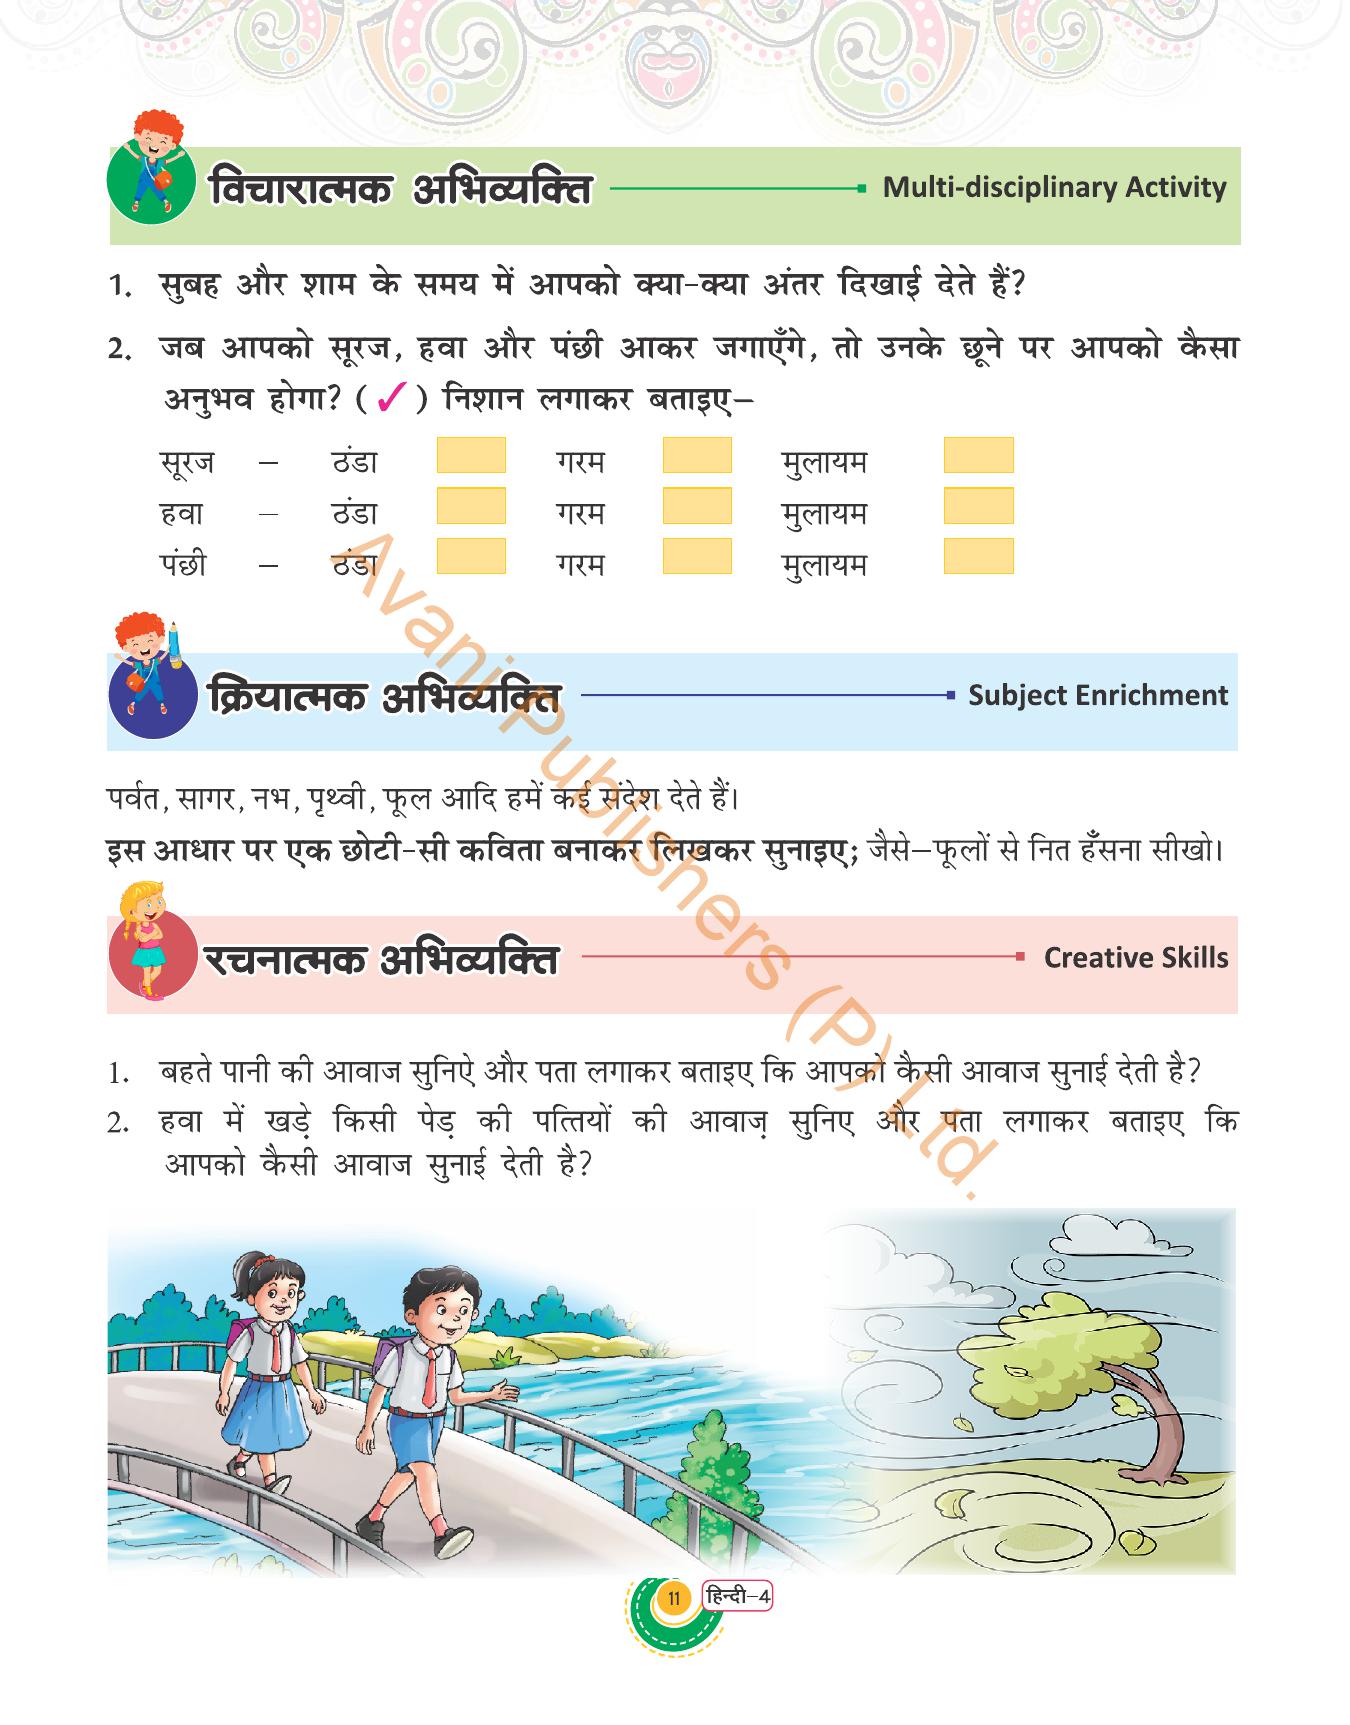 विचारात्मक अभिव्यक्ति Multi-disciplinary Activity
1. सुबह और शाम के समय में आपको क्या-क्या अंतर दिखाई देते हैं?
2. जब आपको सूरज, हवा और पंछी आकर जगाएँगे, तो उनके छूने पर आपको कैसा
अनुभव होगा? (✓) निशान लगाकर बताइए–
सूरज – ठंडा गरम मुलायम
हवा – ठंडा गरम मुलायम
पंछी – ठंडा गरम मुलायम
क्रियात्मक अभिव्यक्ति Subject Enrichment
पर्वत, सागर, नभ, पृथ्वी, फूल आदि हमें कई संदेश देते हैं।
इस आधार पर एक छोटी-सी कविता बनाकर लिखकर सुनाइए; जैसे–फूलों से नित हँसना सीखो।
रचनात्मक अभिव्यक्ति Creative Skills
1. बहते पानी की आवाज सुनिऐ और पता लगाकर बताइए कि आपको कैसी आवाज सुनाई देती है?
2. हवा में खड़े किसी पेड़ की पत्तियों की आवाज़ सुनिए और पता लगाकर बताइए कि
आपको कैसी आवाज सुनाई देती है?
Avani Publishers (P) Ltd.
11 हिन्दी–4